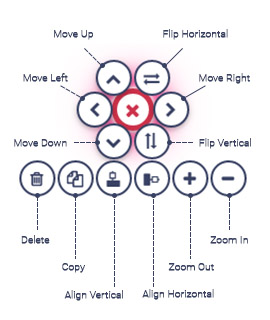 Move Up
Flip Horizontal
Move Left
Move Right
Move Down
Flip Vertical
Delete
Zoom In
Copy
Zoom Out
Align Vertical
Align Horizontal